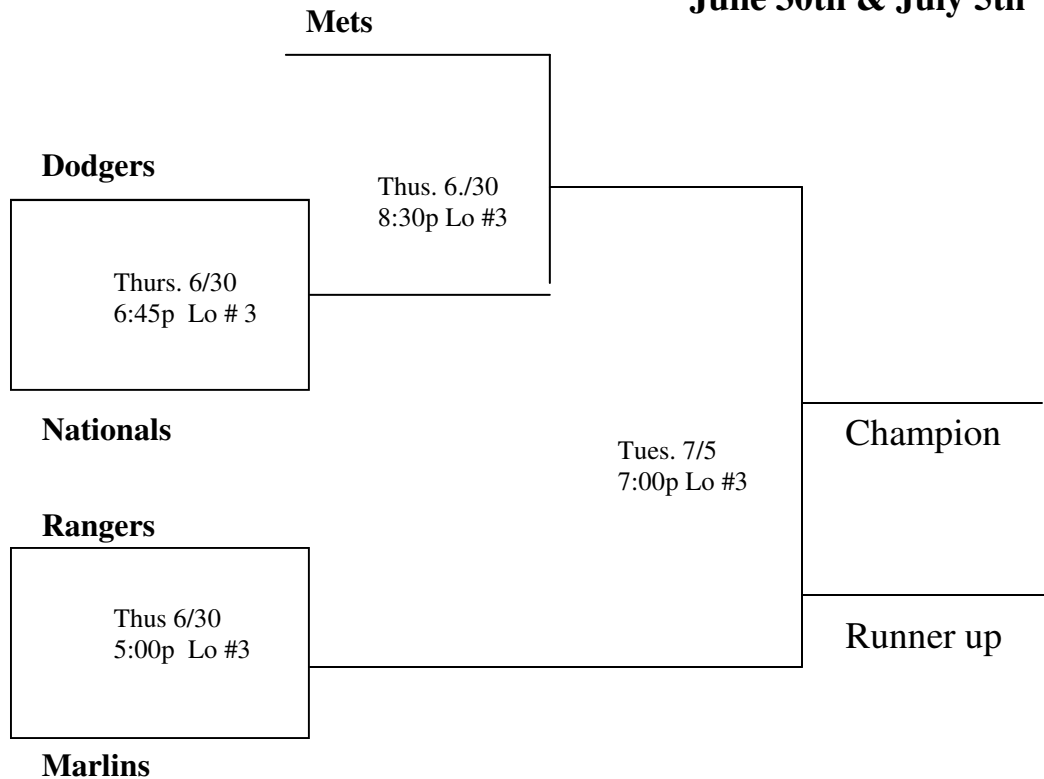 June 30th & July 5th
Mets
Dodgers
Thus. 6./30
8:30p Lo #3
Thurs. 6/30
6:45p  Lo # 3
Nationals
Champion
Tues. 7/5
7:00p Lo #3
Rangers
Thus 6/30
5:00p  Lo #3
Runner up
Marlins